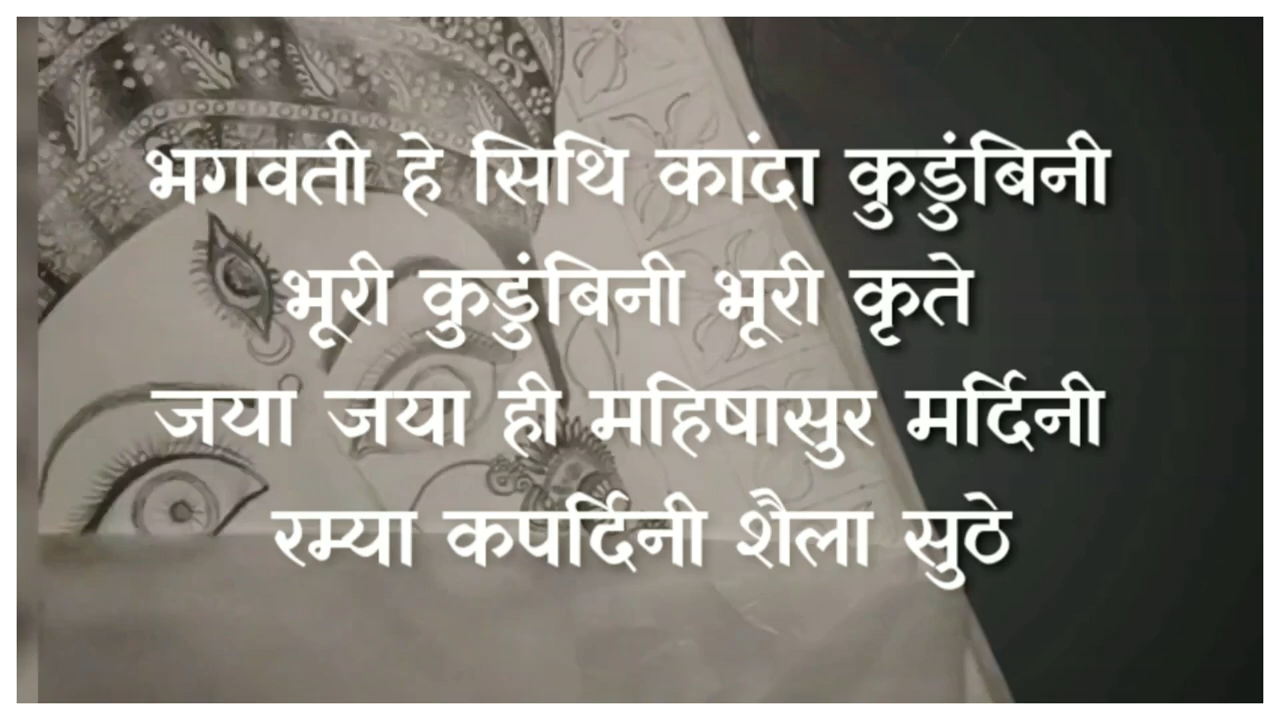 भगवती हे सिथि कांदा कुडुंबिनी
भूरी कुडुंबिनी भूरी कृते
जया जया ही महिषासुर मर्दिनी
रम्या कपर्दिनी शैला सुठे